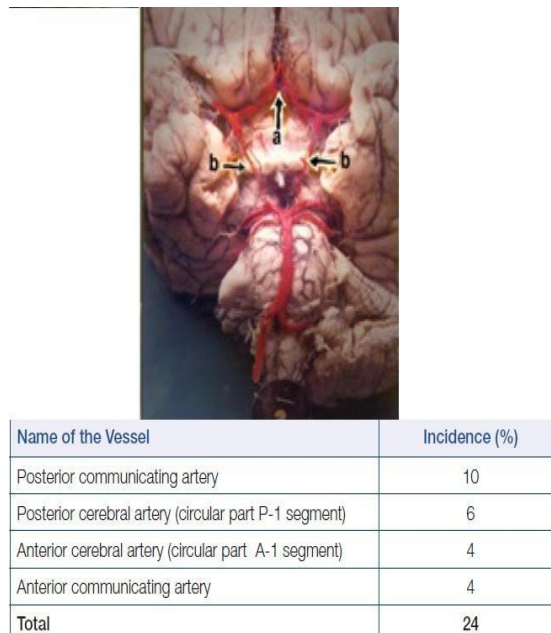 a
b b
Name of the Vessel Incidence (%)
Posterior communicating artery 10
Posterior cerebral artery (circular part P-1 segment) 6
Anterior cerebral artery (circular part A-1 segment) 4
Anterior communicating artery 4
Total 24